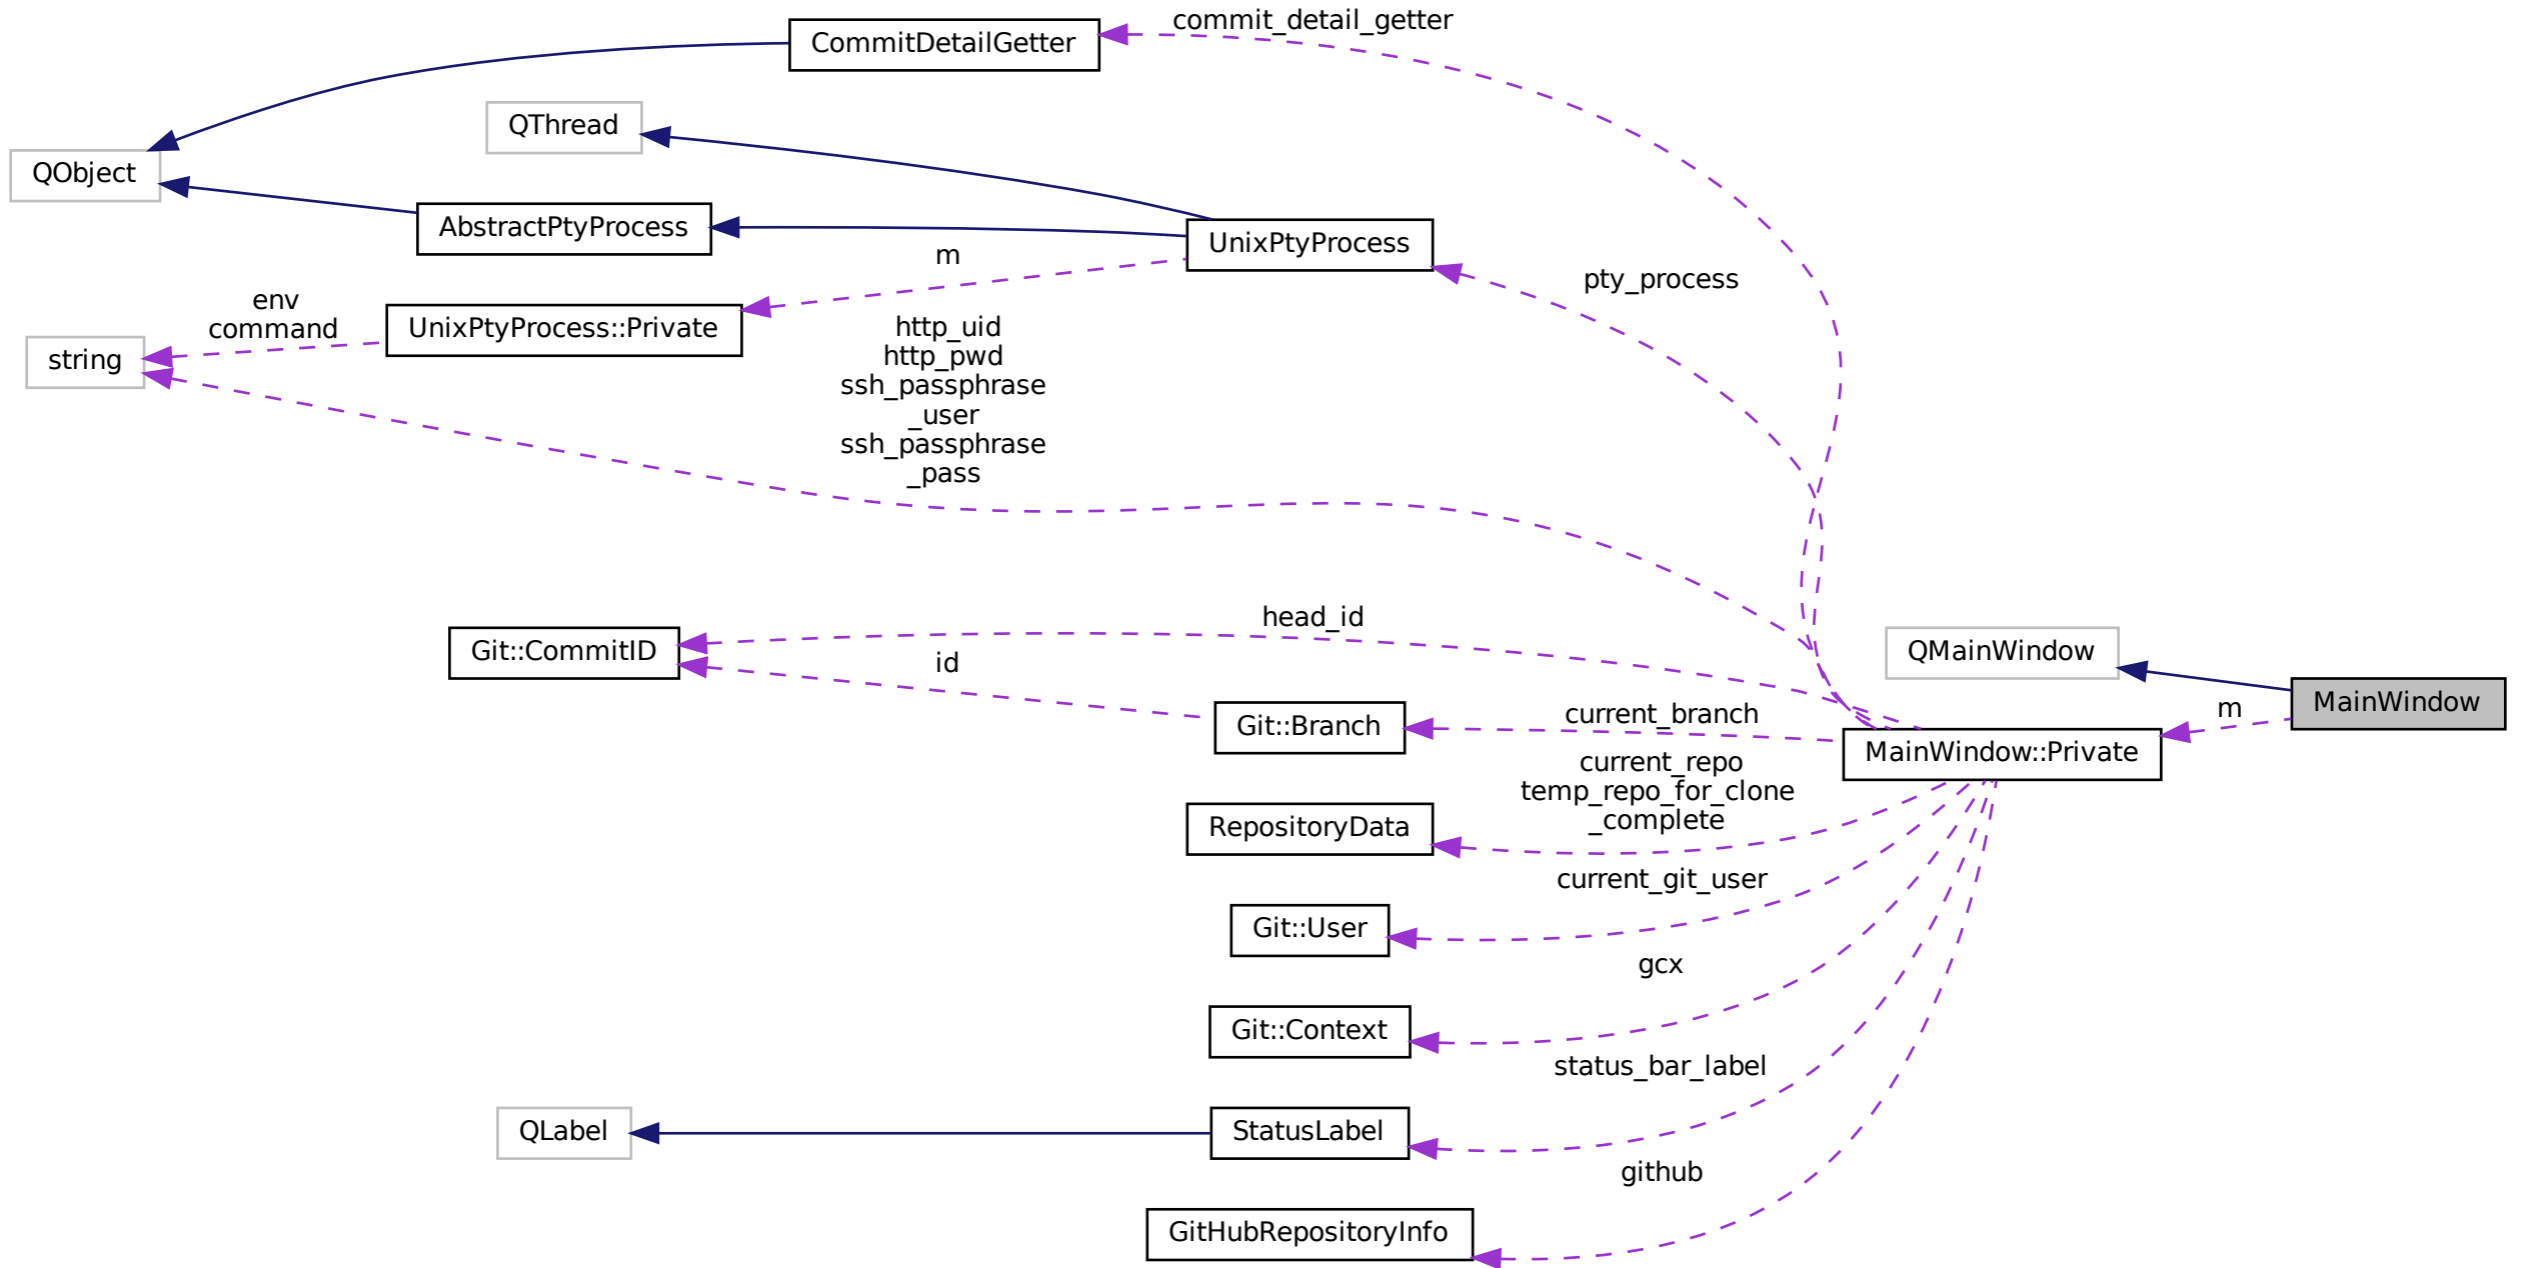 commit_detail_getter
CommitDetailGetter
QThread
QObject
AbstractPtyProcess
UnixPtyProcess
m
pty_process
env
command
UnixPtyProcess::Private
string
http_uid
http_pwd
ssh_passphrase
_user
ssh_passphrase
_pass
head_id
Git::CommitID
id
QMainWindow
MainWindow
m
Git::Branch
current_branch
MainWindow::Private
current_repo
temp_repo_for_clone
_complete
RepositoryData
current_git_user
Git::User
gcx
Git::Context
status_bar_label
QLabel
StatusLabel
github
GitHubRepositoryInfo